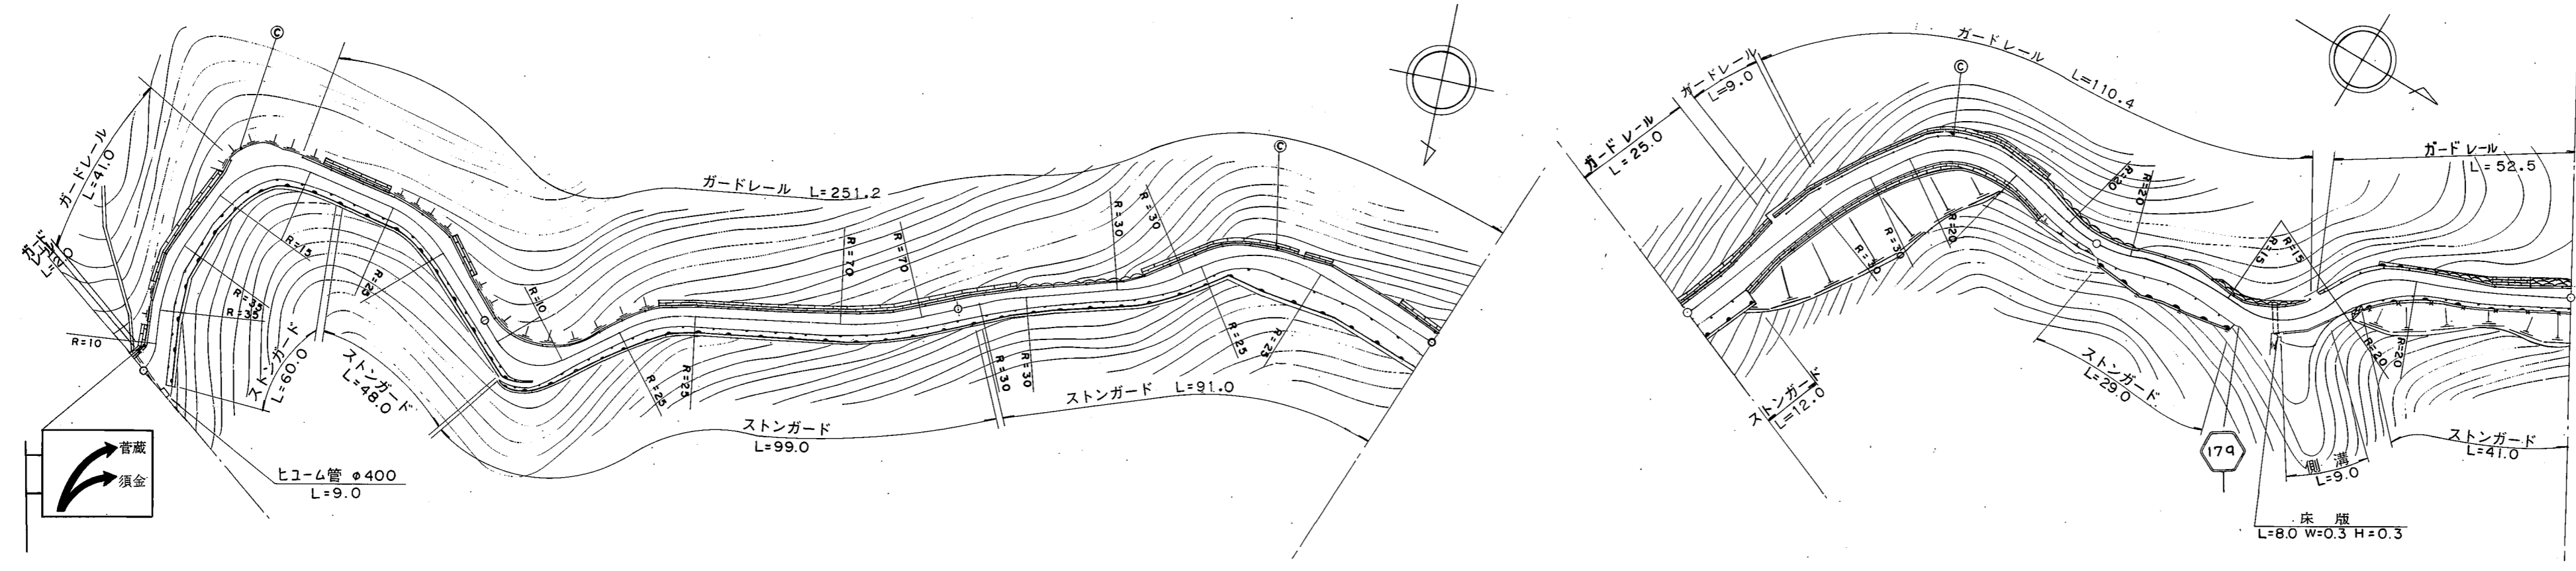 ©
ガードレール
L=41.0
ガードレール
R=10
R=15
R=35
R=35
R=20
R=10
ストンガード
L=60.0
ストンガード
L=48.0
菅蔵
須金
ヒューム管 φ400
L=9.0
ガードレール L=251.2
R=70
R=70
R=30
R=30
©
R=25
R=25
R=30
R=30
R=25
R=25
ストンガード
L=99.0
ストンガード L=91.0
ガードレール
L=25.0
ガードレール
L=9.0
ガードレール
L=110.4
©
ガードレール
L=52.5
R=20
R=20
R=30
R=30
R=20
R=15
R=15
R=20
R=20
ストンガード
L=12.0
ストンガード
L=29.0
179
側溝
L=9.0
ストンガード
L=41.0
床版
L=8.0 W=0.3 H=0.3